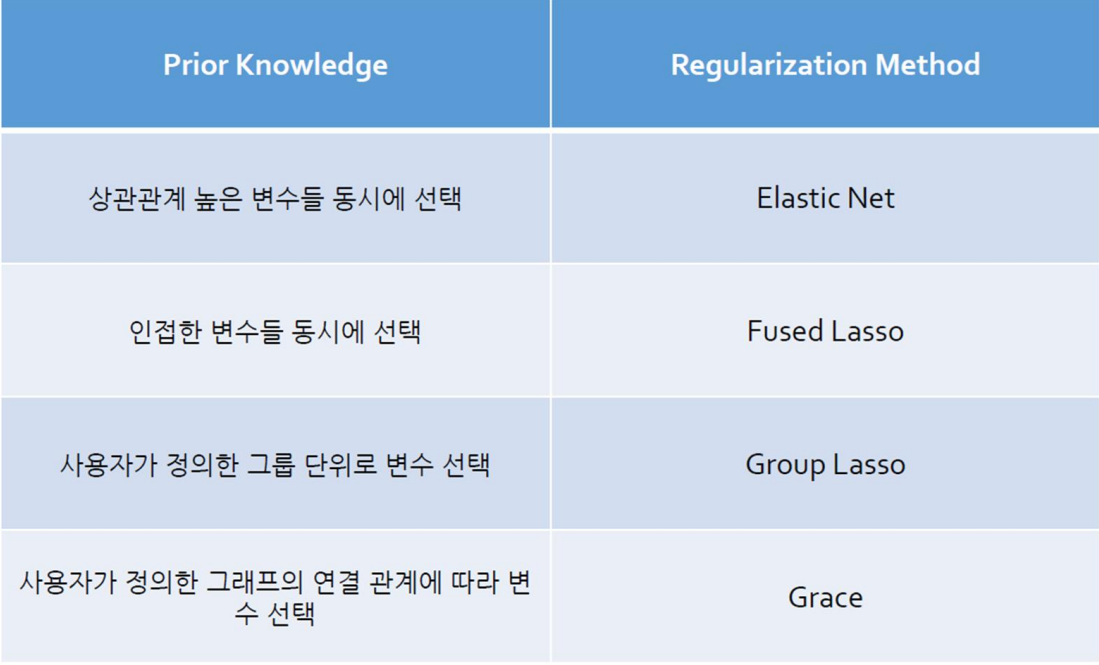 Prior Knowledge
Regularization Method
상관관계 높은 변수들 동시에 선택
Elastic Net
인접한 변수들 동시에 선택
Fused Lasso
사용자가 정의한 그룹 단위로 변수 선택
Group Lasso
사용자가 정의한 그래프의 연결 관계에 따라 변
수 선택
Grace